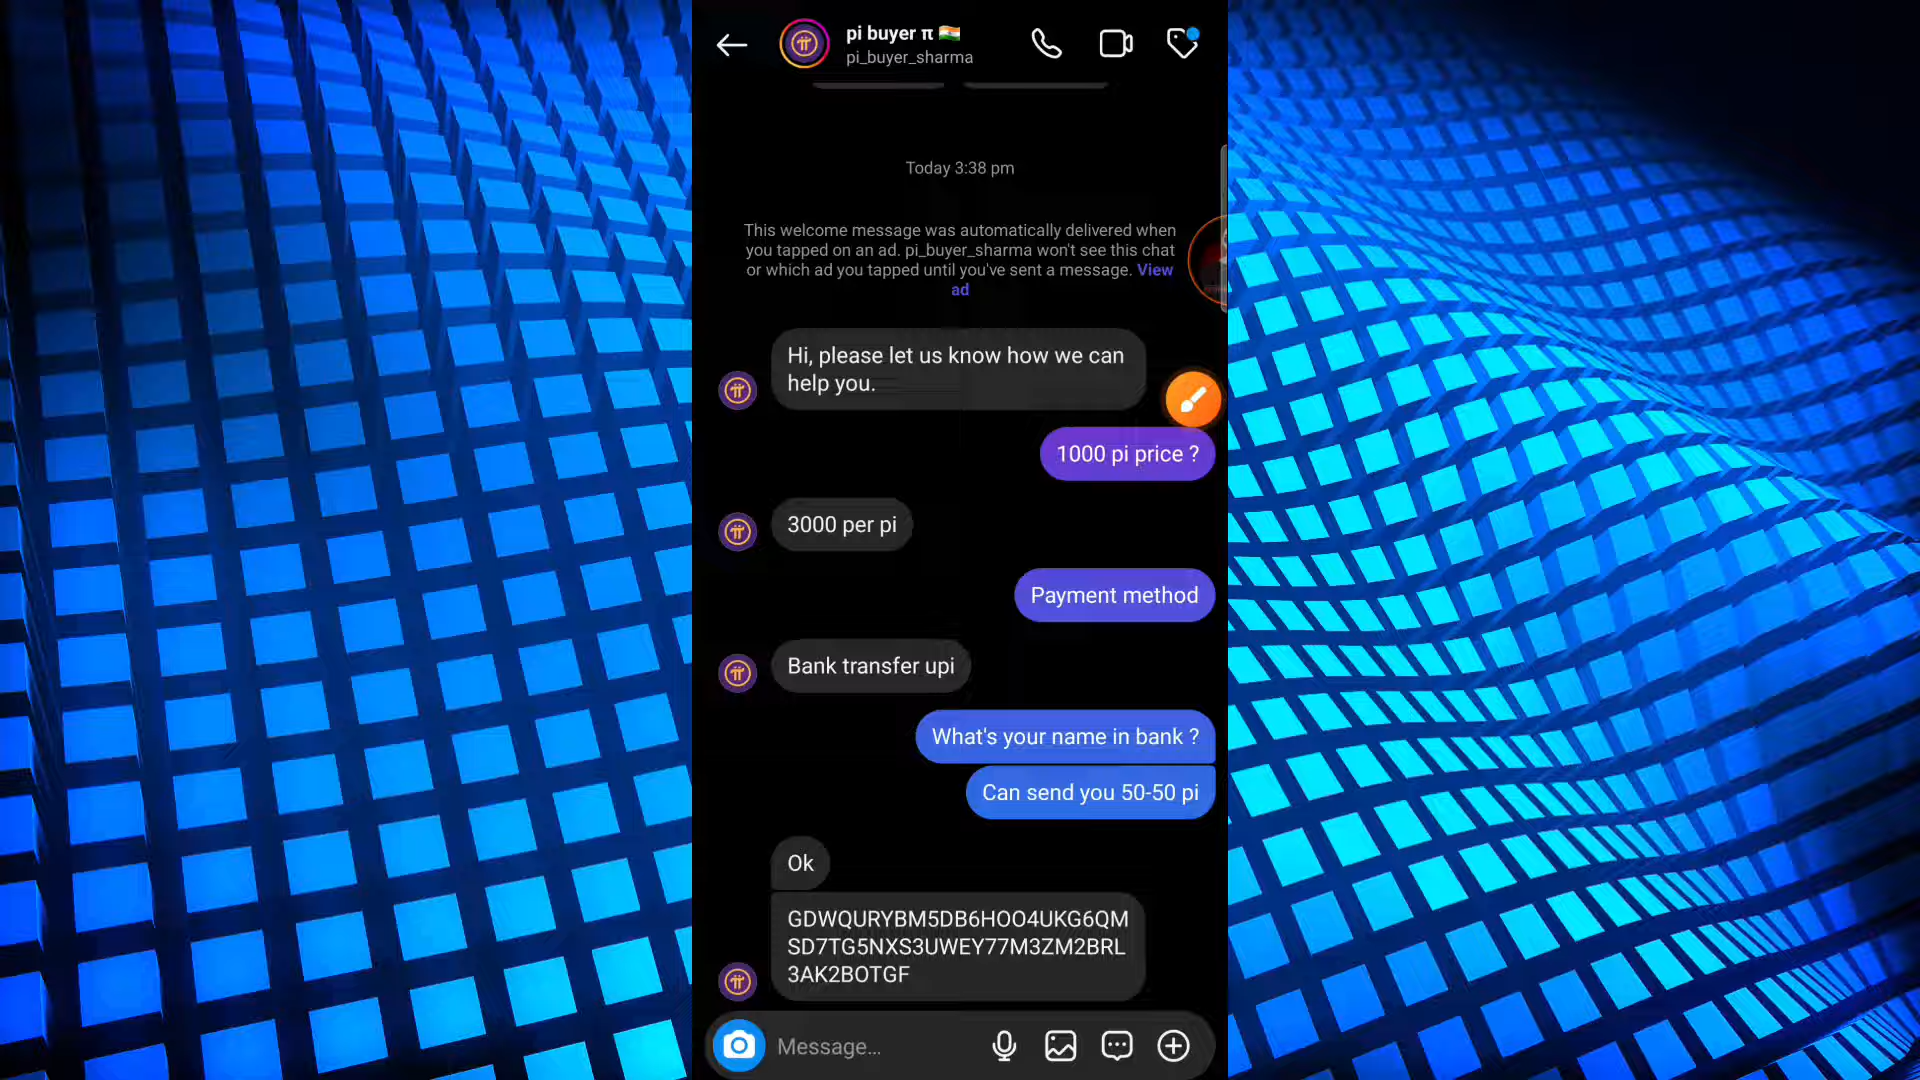 pi buyer π 🇮🇳
pi_buyer_sharma
Today 3:38 pm
This welcome message was automatically delivered when
you tapped on an ad. pi_buyer_sharma won't see this chat
or which ad you tapped until you've sent a message. View
ad
Hi, please let us know how we can
help you.
1000 pi price ?
3000 per pi
Payment method
Bank transfer upi
What's your name in bank ?
Can send you 50-50 pi
Ok
GDWQURYBM5DB6HOO4UKG6QM
SD7TG5NXS3UWEY77M3ZM2BRL
3AK2BOTGF
Message...